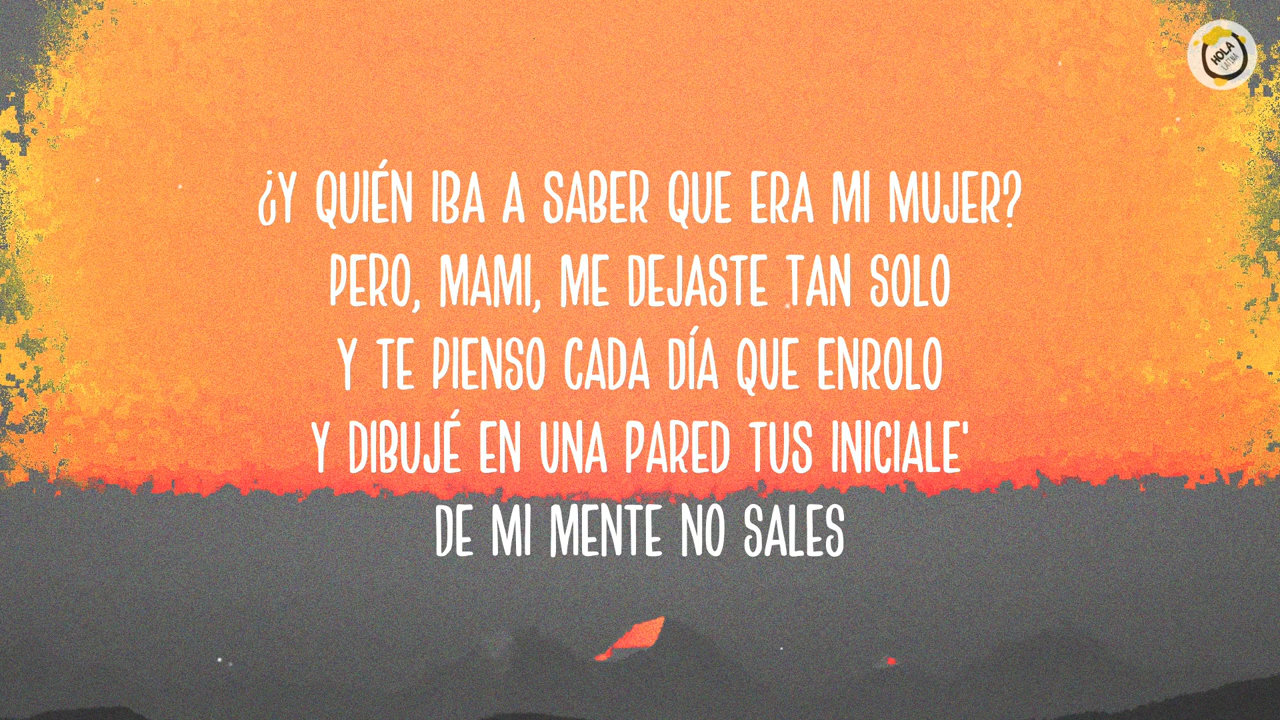 HOLA
LATINA
¿Y QUIÉN IBA A SABER QUE ERA MI MUJER?
PERO, MAMI, ME DEJASTE TAN SOLO
Y TE PIENSO CADA DÍA QUE ENROLO
Y DIBUJÉ EN UNA PARED TUS INICIALE'
DE MI MENTE NO SALES